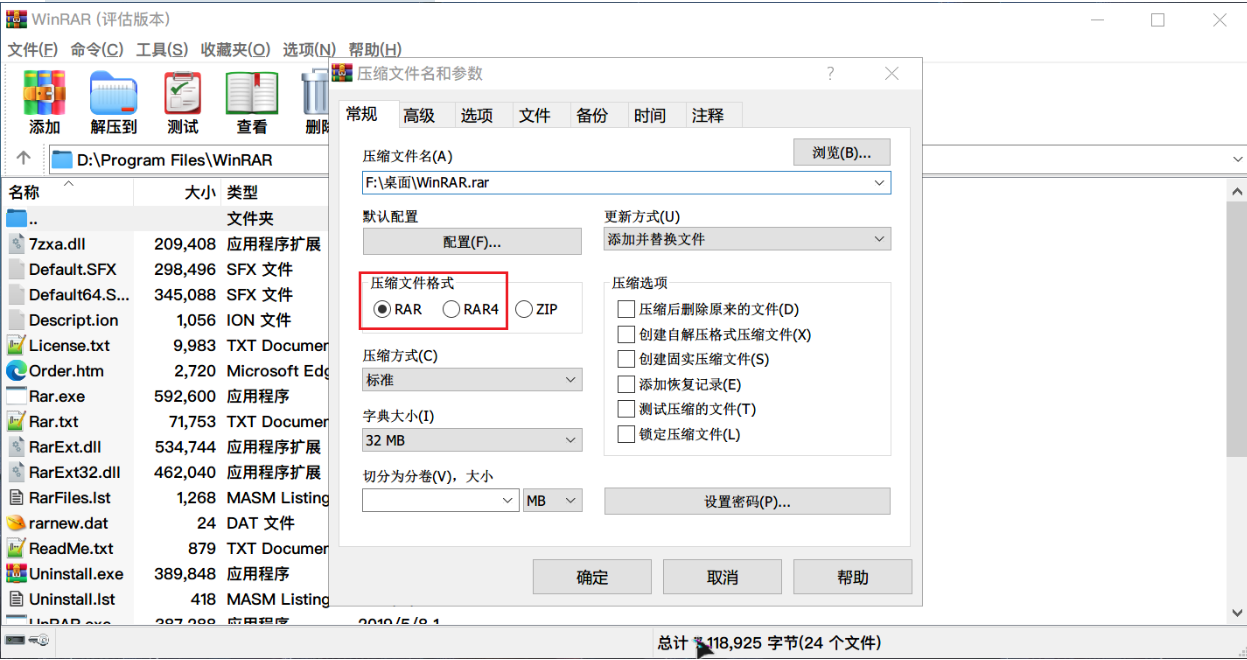 WinRAR (评估版本)
文件(F) 命令(C) 工具(S) 收藏夹(O) 选项(N) 帮助(H)
添加 解压到 测试 查看
D:\Program Files\WinRAR
名称 大小 类型
.. 文件夹
7zxa.dll 209,408 应用程序扩展
Default.SFX 298,496 SFX 文件
Default64.S... 345,088 SFX 文件
Descript.ion 1,056 ION 文件
License.txt 9,983 TXT Documer
Order.htm 2,720 Microsoft Edg
Rar.exe 592,600 应用程序
Rar.txt 71,753 TXT Documer
RarExt.dll 534,744 应用程序扩展
RarExt32.dll 462,040 应用程序扩展
RarFiles.lst 1,268 MASM Listing
rarnew.dat 24 DAT 文件
ReadMe.txt 879 TXT Documer
Uninstall.exe 389,848 应用程序
Uninstall.lst 418 MASM Listing
压缩文件名和参数
常规 高级 选项 文件 备份 时间 注释
压缩文件名(A)
浏览(B)...
F:\桌面\WinRAR.rar
默认配置
配置(F)...
更新方式(U)
添加并替换文件
压缩文件格式
RAR RAR4 ZIP
压缩方式(C)
标准
字典大小(I)
32 MB
切分为分卷(V)，大小
MB
压缩选项
压缩后删除原来的文件(D)
创建自解压格式压缩文件(X)
创建固实压缩文件(S)
添加恢复记录(E)
测试压缩的文件(T)
锁定压缩文件(L)
设置密码(P)...
确定 取消 帮助
总计 118,925 字节(24 个文件)